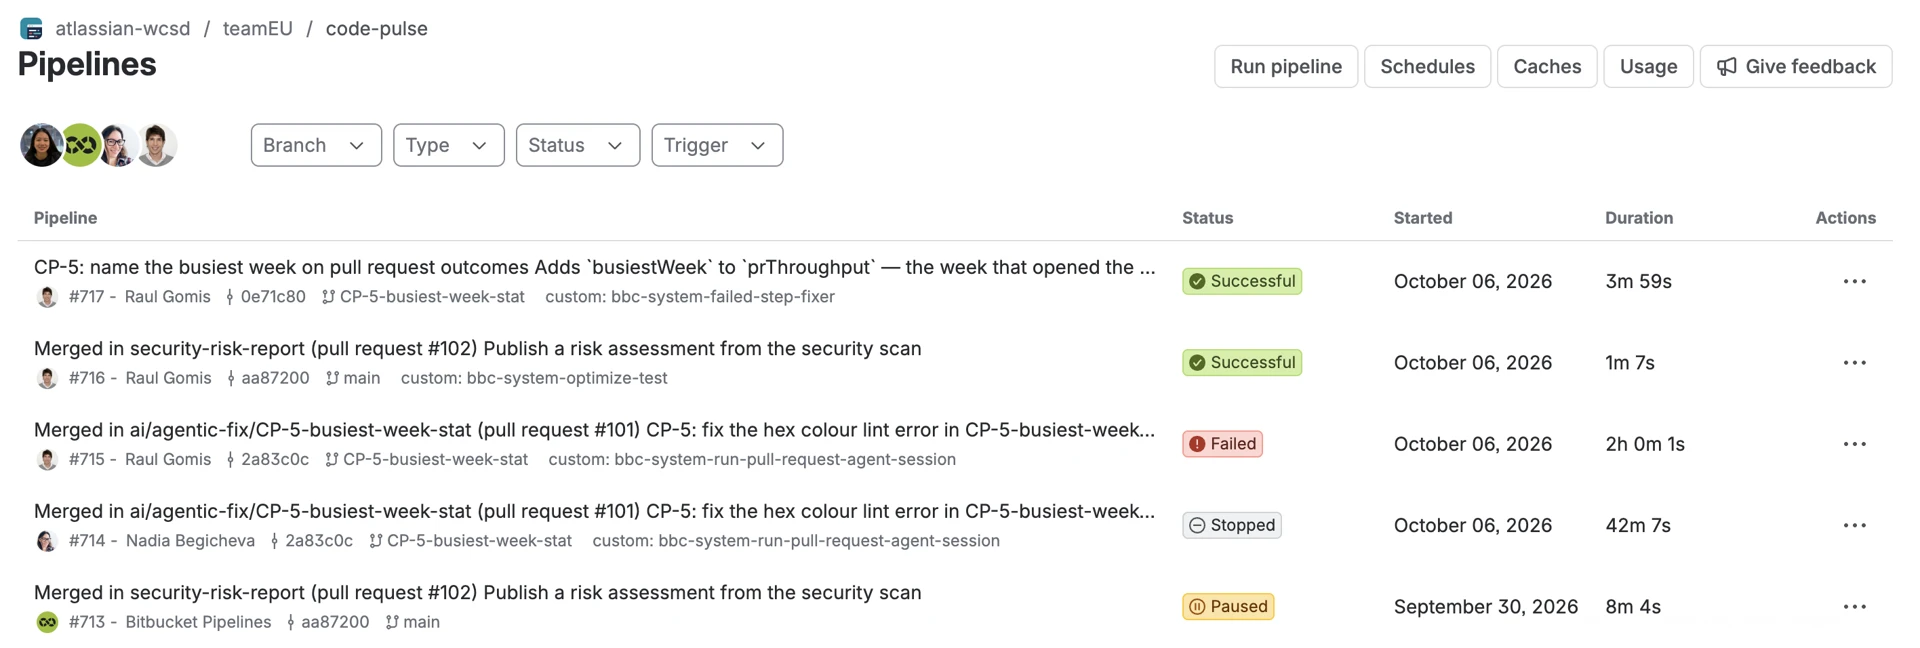 atlassian-wcsd / teamEU / code-pulse
Pipelines
Run pipeline
Schedules
Caches
Usage
Give feedback
Branch
Type
Status
Trigger
Pipeline Status Started Duration Actions
CP-5: name the busiest week on pull request outcomes Adds `busiestWeek` to `prThroughput` — the week that opened the ...
#717 - Raul Gomis 0e71c80 CP-5-busiest-week-stat custom: bbc-system-failed-step-fixer
Successful October 06, 2026 3m 59s
Merged in security-risk-report (pull request #102) Publish a risk assessment from the security scan
#716 - Raul Gomis aa87200 main custom: bbc-system-optimize-test
Successful October 06, 2026 1m 7s
Merged in ai/agentic-fix/CP-5-busiest-week-stat (pull request #101) CP-5: fix the hex colour lint error in CP-5-busiest-week...
#715 - Raul Gomis 2a83c0c CP-5-busiest-week-stat custom: bbc-system-run-pull-request-agent-session
Failed October 06, 2026 2h 0m 1s
Merged in ai/agentic-fix/CP-5-busiest-week-stat (pull request #101) CP-5: fix the hex colour lint error in CP-5-busiest-week...
#714 - Nadia Begicheva 2a83c0c CP-5-busiest-week-stat custom: bbc-system-run-pull-request-agent-session
Stopped October 06, 2026 42m 7s
Merged in security-risk-report (pull request #102) Publish a risk assessment from the security scan
#713 - Bitbucket Pipelines aa87200 main
Paused September 30, 2026 8m 4s